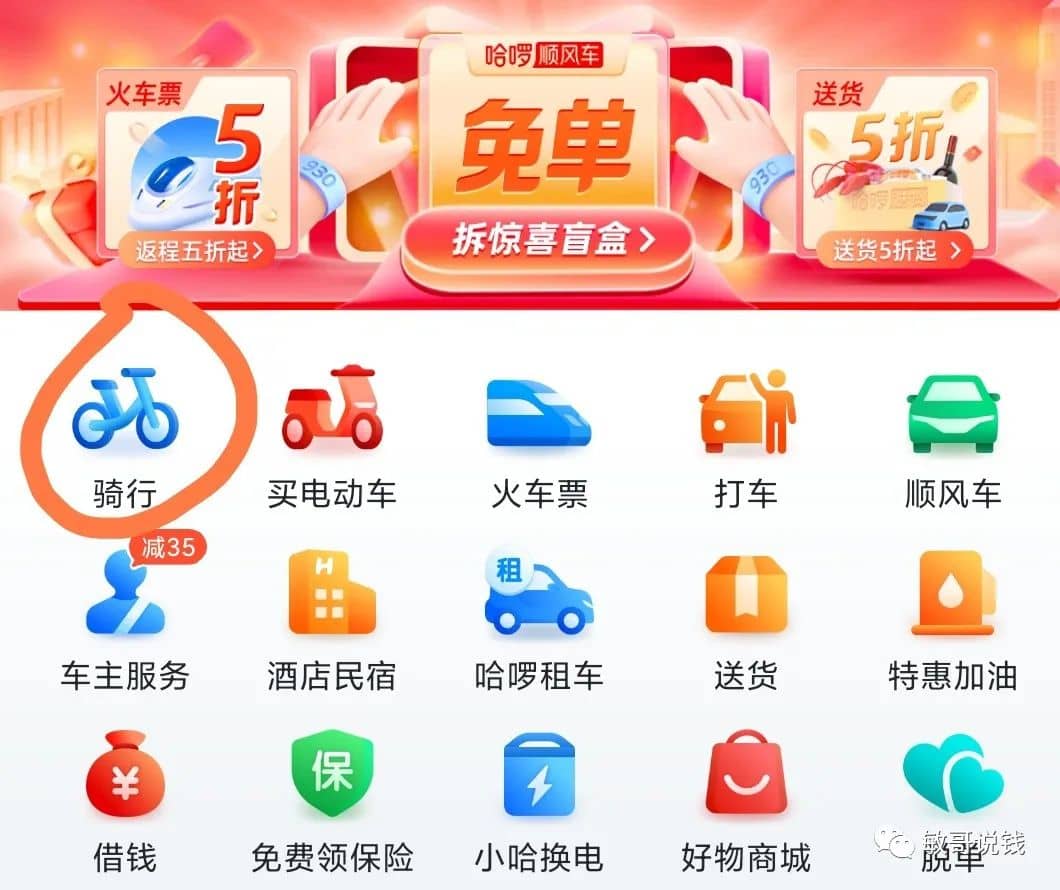 哈啰顺风车
火车票
免单
送货
5折
5折
930
930
返程五折起>
拆惊喜盲盒>
送货5折起>
骑行
买电动车
火车票
打车
顺风车
减35
H
租
车主服务
酒店民宿
哈啰租车
送货
特惠加油
¥
保
借钱
免费领保险
小哈换电
好物商城
脱单
敏哥说钱